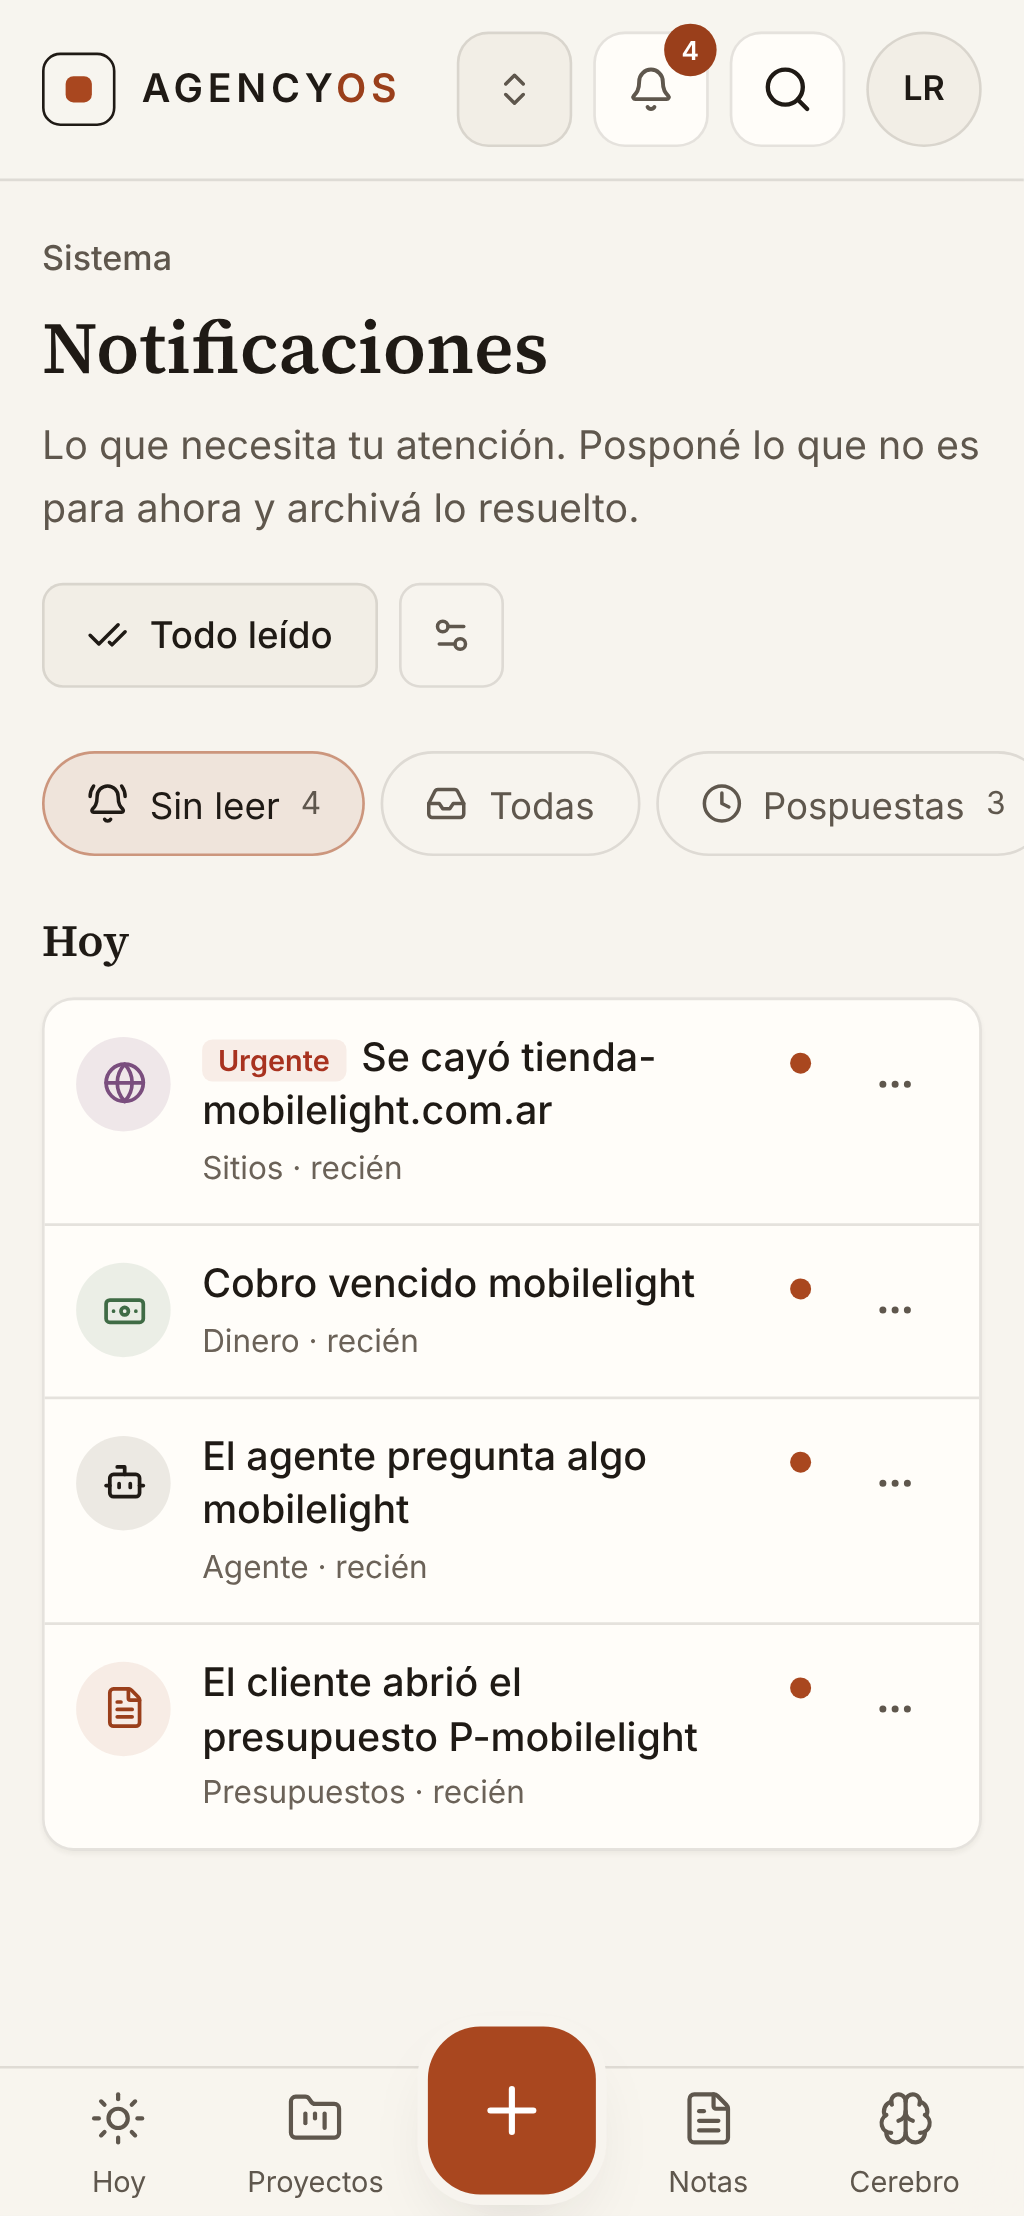 AGENCYOS
4
LR
Sistema
Notificaciones
Lo que necesita tu atención. Posponé lo que no es
para ahora y archivá lo resuelto.
Todo leído
Sin leer 4
Todas
Pospuestas 3
Hoy
Urgente Se cayó tienda-
mobilelight.com.ar
Sitios · recién
Cobro vencido mobilelight
Dinero · recién
El agente pregunta algo
mobilelight
Agente · recién
El cliente abrió el
presupuesto P-mobilelight
Presupuestos · recién
Hoy
Proyectos
Notas
Cerebro